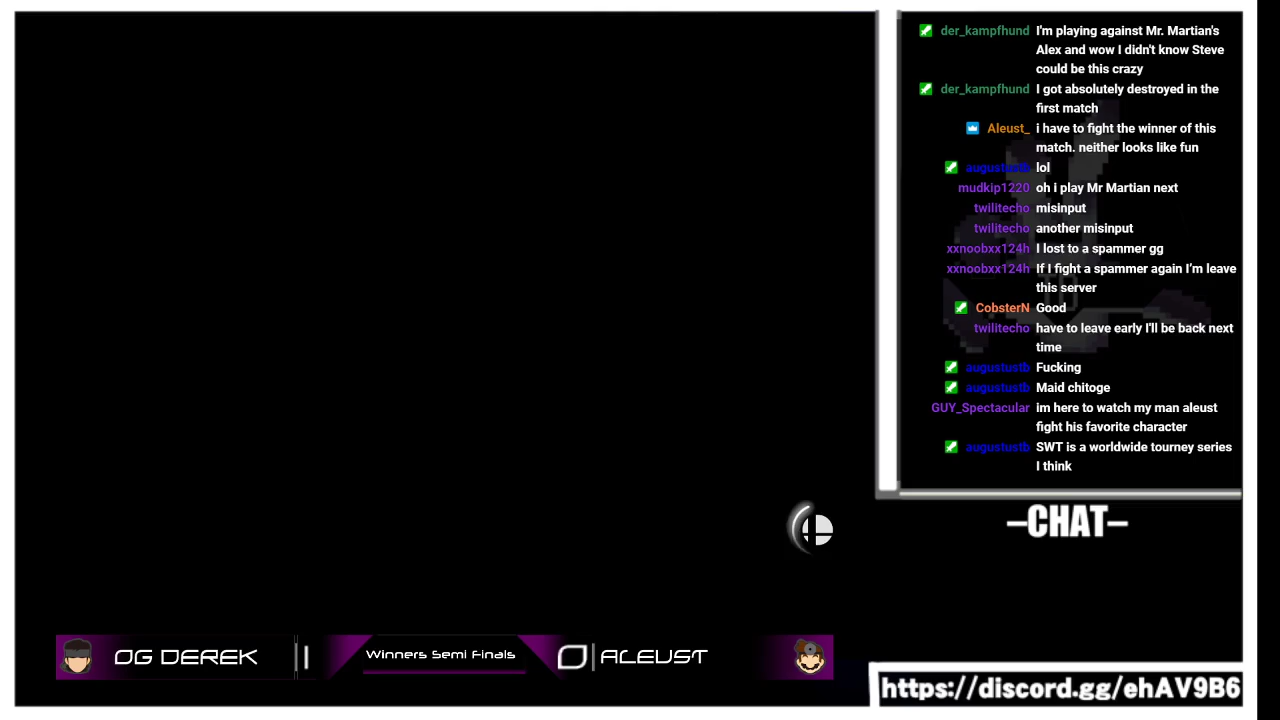 der_kampfhund I'm playing against Mr. Martian's
Alex and wow I didn't know Steve
could be this crazy
der_kampfhund I got absolutely destroyed in the
first match
Aleust_ i have to fight the winner of this
match. neither looks like fun
augustustb lol
mudkip1220 oh i play Mr Martian next
twilitecho misinput
twilitecho another misinput
xxnoobxx124h I lost to a spammer gg
xxnoobxx124h If I fight a spammer again I'm leave
this server
CobsterN Good
twilitecho have to leave early I'll be back next
time
augustustb Fucking
augustustb Maid chitoge
GUY_Spectacular im here to watch my man aleust
fight his favorite character
augustustb SWT is a worldwide tourney series
I think
–CHAT–
OG DEREK
Winners Semi Finals
0
ALEUST
https://discord.gg/ehAV9B6